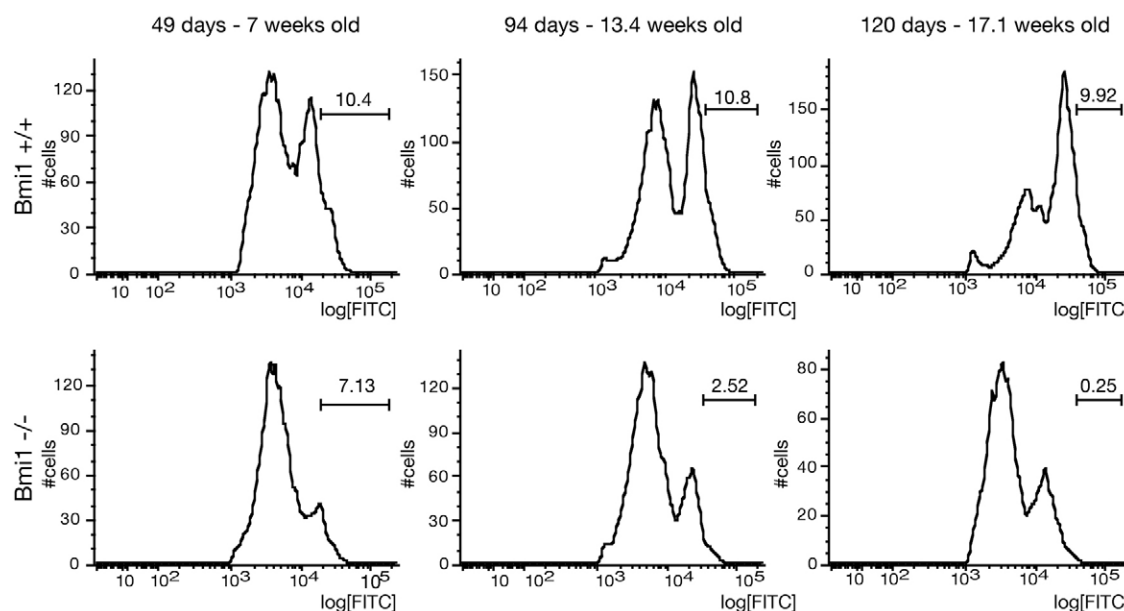 49 days - 7 weeks old
94 days - 13.4 weeks old
120 days - 17.1 weeks old
Bmi1 +/+
#cells
120
90
60
30
0
10.4
10 10² 10³ 10⁴ 10⁵
log[FITC]
#cells
150
100
50
0
10.8
10 10² 10³ 10⁴ 10⁵
log[FITC]
#cells
150
100
50
0
9.92
10 10² 10³ 10⁴ 10⁵
log[FITC]
Bmi1 -/-
#cells
120
90
60
30
0
7.13
10 10² 10³ 10⁴ 10⁵
log[FITC]
#cells
120
90
60
30
0
2.52
10 10² 10³ 10⁴ 10⁵
log[FITC]
#cells
80
60
40
20
0
0.25
10 10² 10³ 10⁴ 10⁵
log[FITC]